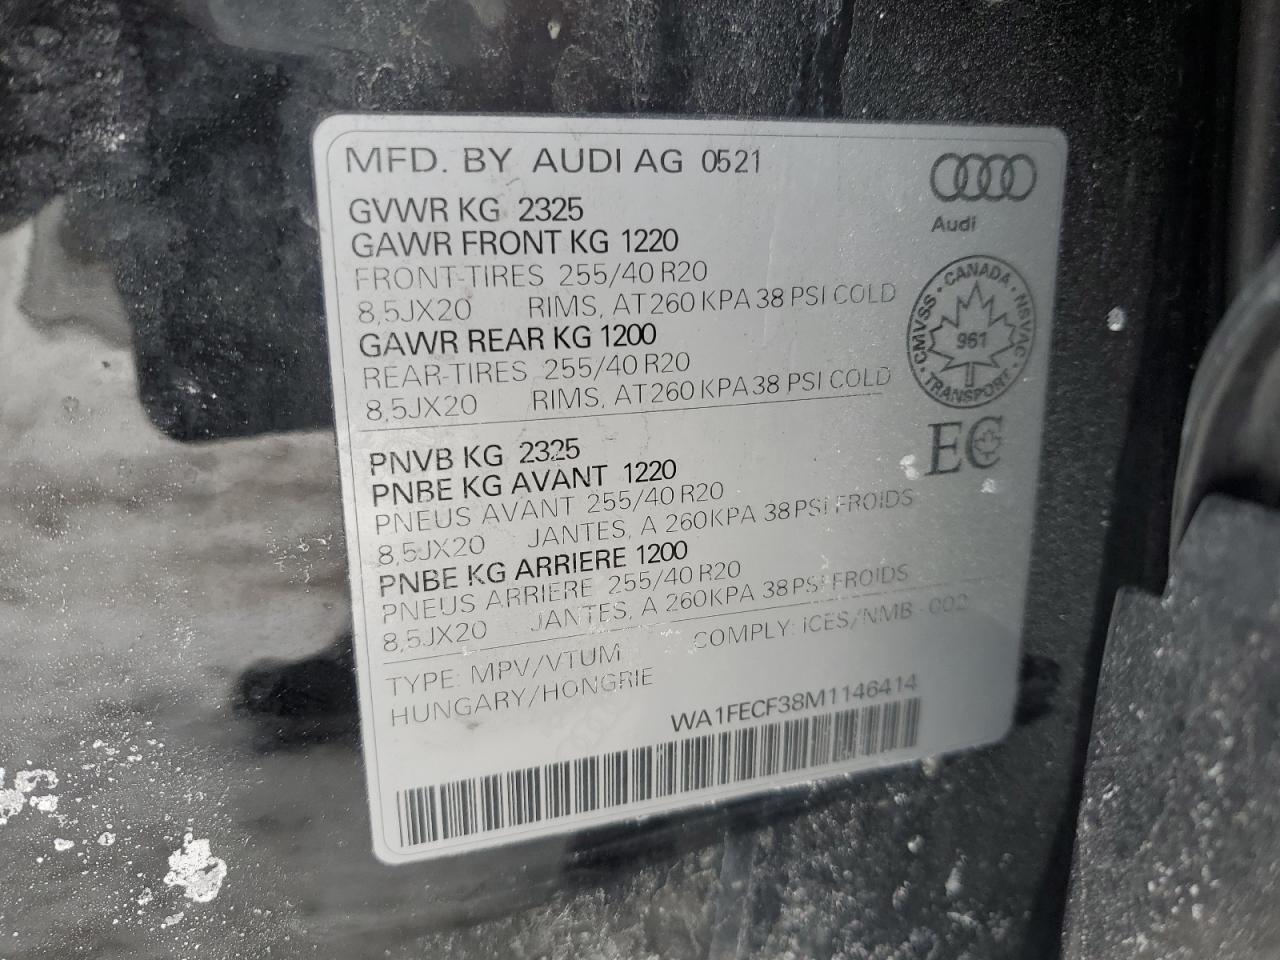 MFD. BY AUDI AG 0521
Audi
GVWR KG 2325
GAWR FRONT KG 1220
FRONT-TIRES 255/40 R20
8,5JX20 RIMS, AT 260 KPA 38 PSI COLD
GAWR REAR KG 1200
REAR-TIRES 255/40 R20
8,5JX20 RIMS, AT 260 KPA 38 PSI COLD
CMVSS · CANADA · NSVAC · TRANSPORT ·
961
EC
PNVB KG 2325
PNBE KG AVANT 1220
PNEUS AVANT 255/40 R20
8,5JX20 JANTES, A 260KPA 38 PSI FROIDS
PNBE KG ARRIERE 1200
PNEUS ARRIERE 255/40 R20
8,5JX20 JANTES, A 260KPA 38 PSI FROIDS
TYPE: MPV/VTUM COMPLY: ICES/NMB-002
HUNGARY/HONGRIE
WA1FECF38M1146414